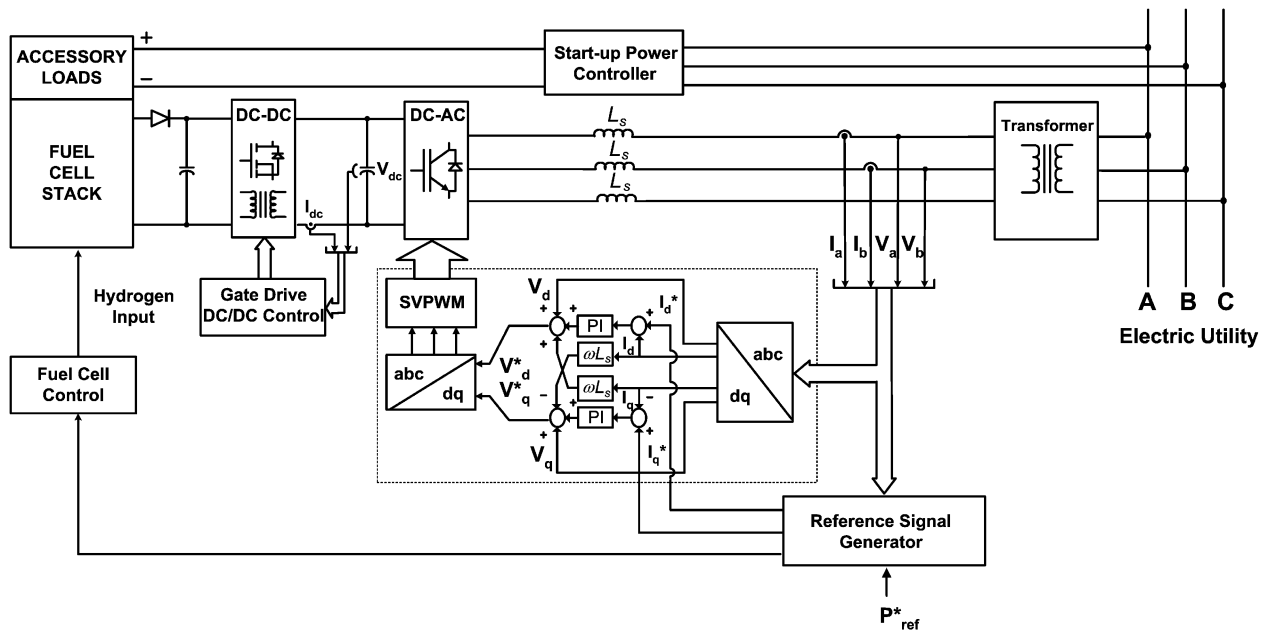 ACCESSORY
LOADS
+
−
Start-up Power
Controller
FUEL
CELL
STACK
DC-DC
I_dc
V_dc
DC-AC
L_s
L_s
L_s
Transformer
I_a I_b V_a V_b
A B C
Electric Utility
Hydrogen
Input
Gate Drive
DC/DC Control
Fuel Cell
Control
SVPWM
abc
dq
V*_d
V*_q
V_d
+
+
+
PI
I_d*
+
I_d
ωL_s
ωL_s
I_q
−
−
+
PI
+
+
V_q
I_q*
abc
dq
Reference Signal
Generator
P*_ref